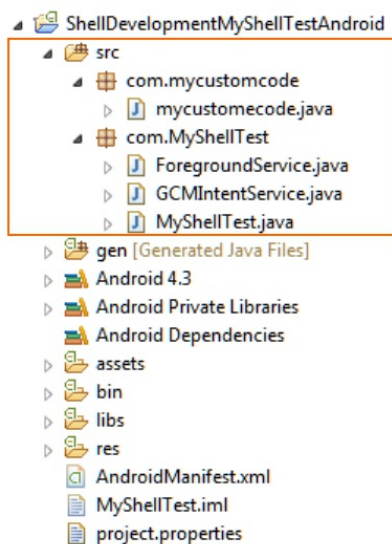 ShellDevelopmentMyShellTestAndroid
src
com.mycustomcode
mycustomecode.java
com.MyShellTest
ForegroundService.java
GCMIntentService.java
MyShellTest.java
gen [Generated Java Files]
Android 4.3
Android Private Libraries
Android Dependencies
assets
bin
libs
res
AndroidManifest.xml
MyShellTest.iml
project.properties